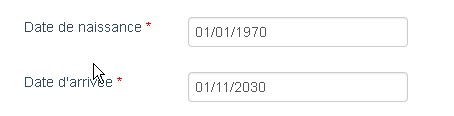 Date de naissance * 01/01/1970
Date d'arrivée * 01/11/2030